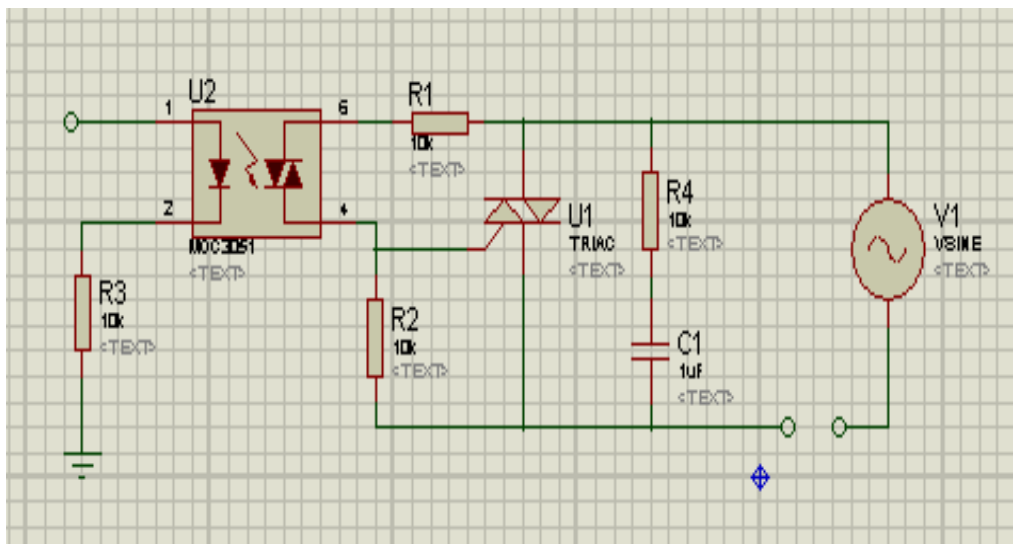 U2
1
6
2
4
MOC3051
<TEXT>
R1
10k
<TEXT>
U1
TRIAC
<TEXT>
R4
10k
<TEXT>
V1
VSINE
<TEXT>
R3
10k
<TEXT>
R2
10k
<TEXT>
C1
1uF
<TEXT>